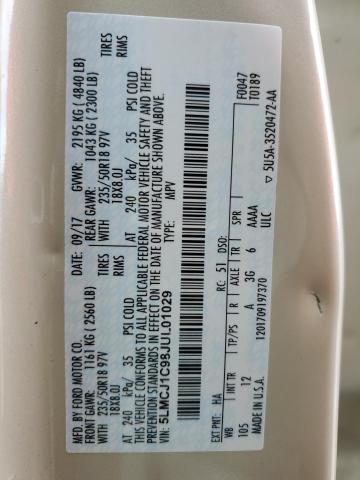 MFD. BY FORD MOTOR CO.
DATE: 09/17 GVWR: 2195 KG ( 4840 LB)
FRONT GAWR: 1161 KG ( 2560 LB) REAR GAWR: 1043 KG ( 2300 LB)
WITH 235/50R18 97V TIRES WITH 235/50R18 97V TIRES
18X8.0J RIMS 18X8.0J RIMS
AT 240 kPa/ 35 PSI COLD AT 240 kPa/ 35 PSI COLD
THIS VEHICLE CONFORMS TO ALL APPLICABLE FEDERAL MOTOR VEHICLE SAFETY AND THEFT
PREVENTION STANDARDS IN EFFECT ON THE DATE OF MANUFACTURE SHOWN ABOVE.
5LMCJ1C98JUL01029 TYPE: MPV
F0047
T0189
EXT PNT: HA RC: 51 DSO:
WB INT TR TP/PS R AXLE TR SPR
105 12 A 3G 6 AAAA
MADE IN U.S.A. UU
1201709197370
5U5A-3520472-AA